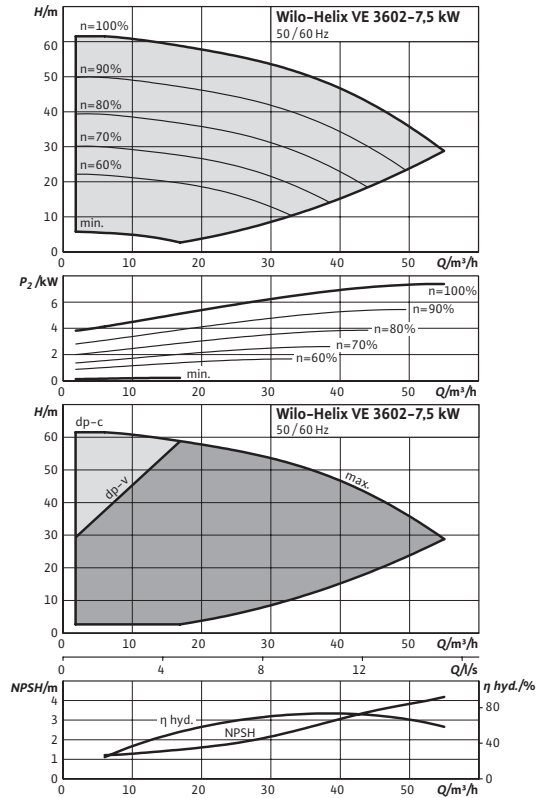 H/m
Wilo-Helix VE 3602-7,5 kW
50/60 Hz
n=100%
60
n=90%
50
n=80%
40
n=70%
30
n=60%
20
10
min.
0
0 10 20 30 40 50 Q/m³/h
P₂/kW
n=100%
6
n=90%
4
n=80%
n=70%
2
n=60%
min.
0
0 10 20 30 40 50 Q/m³/h
H/m
Wilo-Helix VE 3602-7,5 kW
50/60 Hz
dp-c
60
50
dp-v
max.
40
30
20
10
0
0 10 20 30 40 50 Q/m³/h
0 4 8 12 Q/l/s
NPSH/m
η hyd./%
4
80
3
η hyd.
2
NPSH
40
1
0
0
0 10 20 30 40 50 Q/m³/h